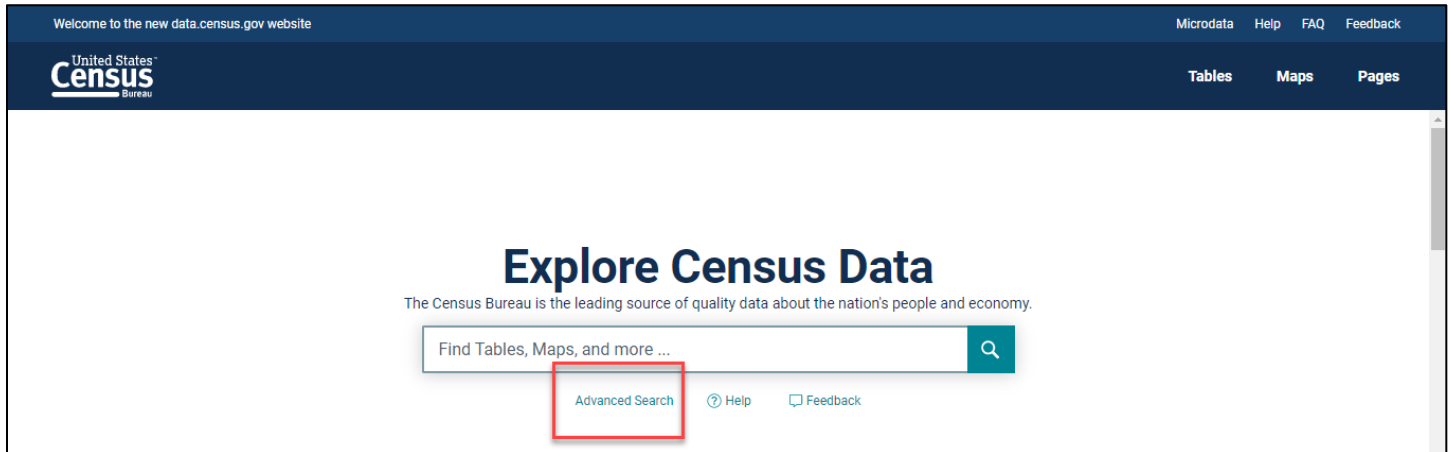 Welcome to the new data.census.gov website
Microdata Help FAQ Feedback
United States™
Census
Bureau
Tables Maps Pages
Explore Census Data
The Census Bureau is the leading source of quality data about the nation's people and economy.
Find Tables, Maps, and more ...
Advanced Search Help Feedback